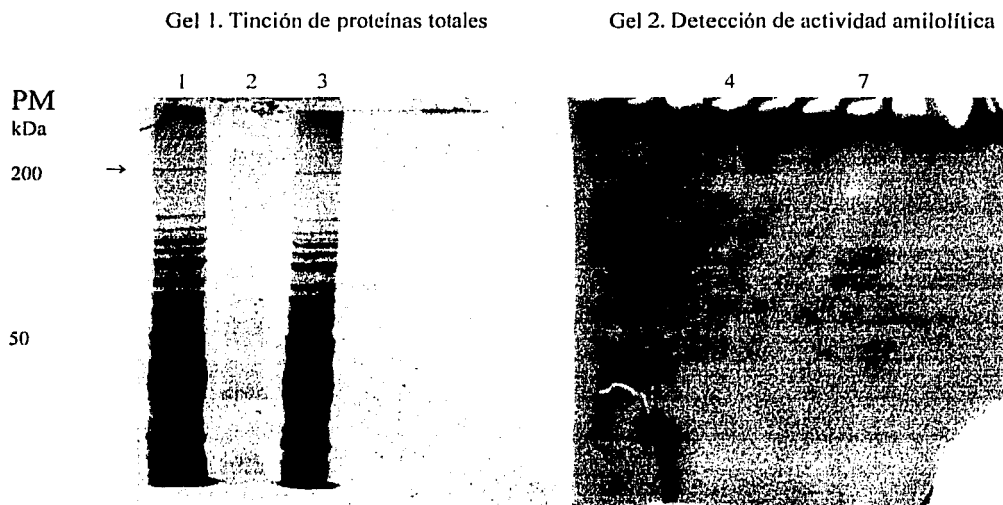 Gel 1. Tinción de proteínas totales
Gel 2. Detección de actividad amilolítica
1 2 3
4 7
PM
kDa
200 →
50